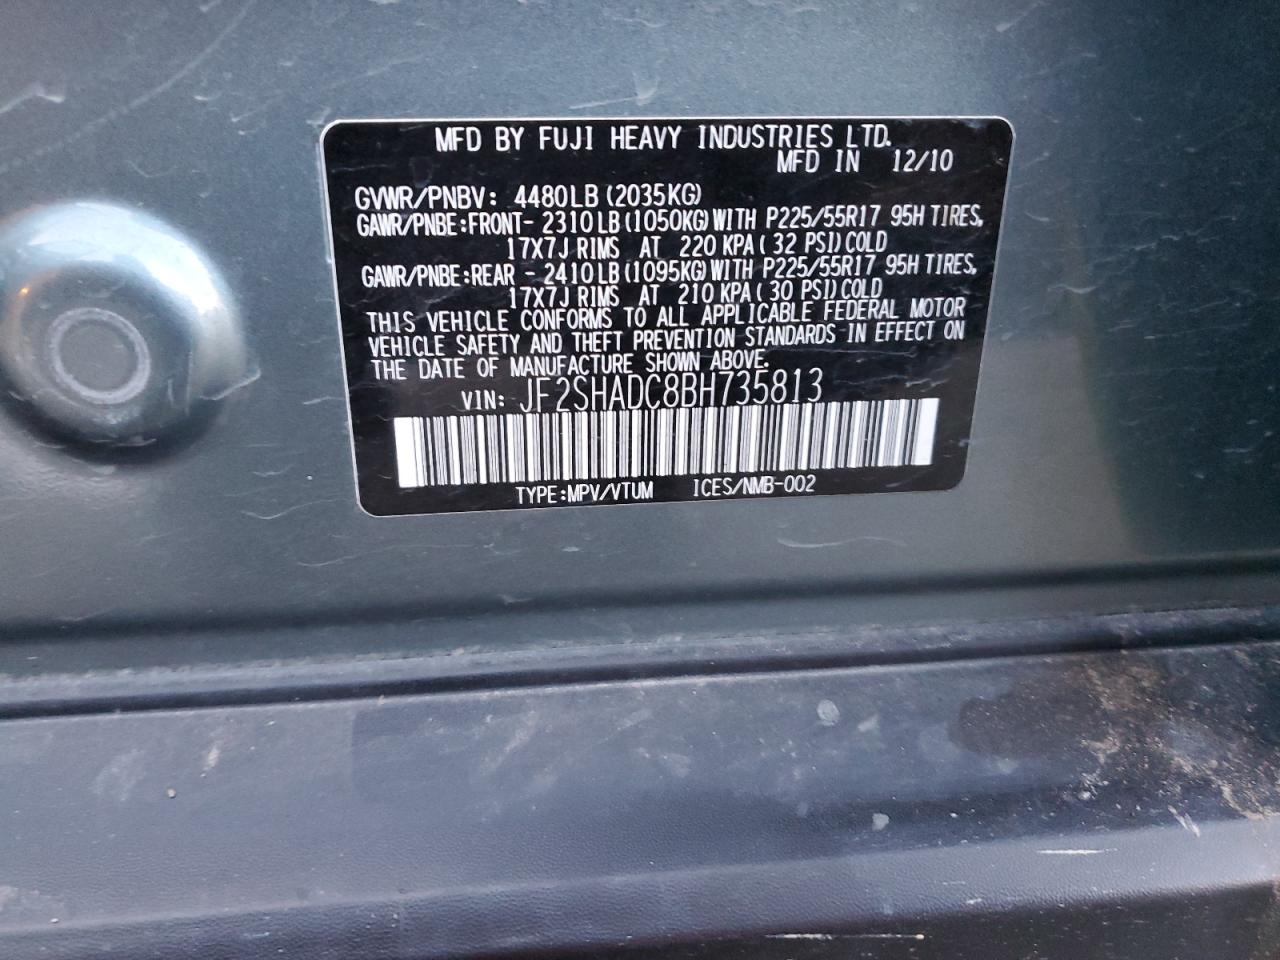 MFD BY FUJI HEAVY INDUSTRIES LTD.
MFD IN 12/10
GVWR/PNBV: 4480LB (2035KG)
GAWR/PNBE:FRONT- 2310LB (1050KG) WITH P225/55R17 95H TIRES,
17X7J RIMS AT 220 KPA ( 32 PSI) COLD
GAWR/PNBE:REAR - 2410LB (1095KG) WITH P225/55R17 95H TIRES,
17X7J RIMS AT 210 KPA ( 30 PSI) COLD
THIS VEHICLE CONFORMS TO ALL APPLICABLE FEDERAL MOTOR
VEHICLE SAFETY AND THEFT PREVENTION STANDARDS IN EFFECT ON
THE DATE OF MANUFACTURE SHOWN ABOVE.
VIN: JF2SHADC8BH735813
TYPE:MPV/VTUM ICES/NMB-002